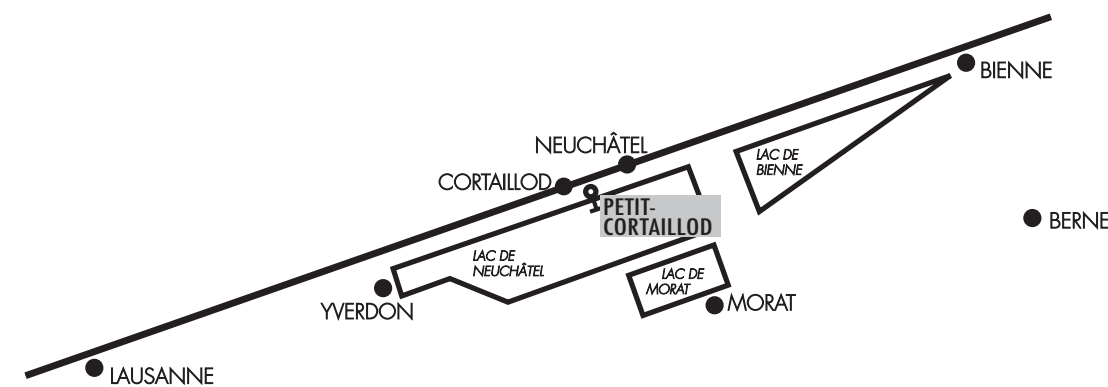 BIENNE
NEUCHÂTEL
LAC DE
BIENNE
CORTAILLOD
PETIT-
CORTAILLOD
BERNE
LAC DE
NEUCHÂTEL
LAC DE
MORAT
YVERDON
MORAT
LAUSANNE